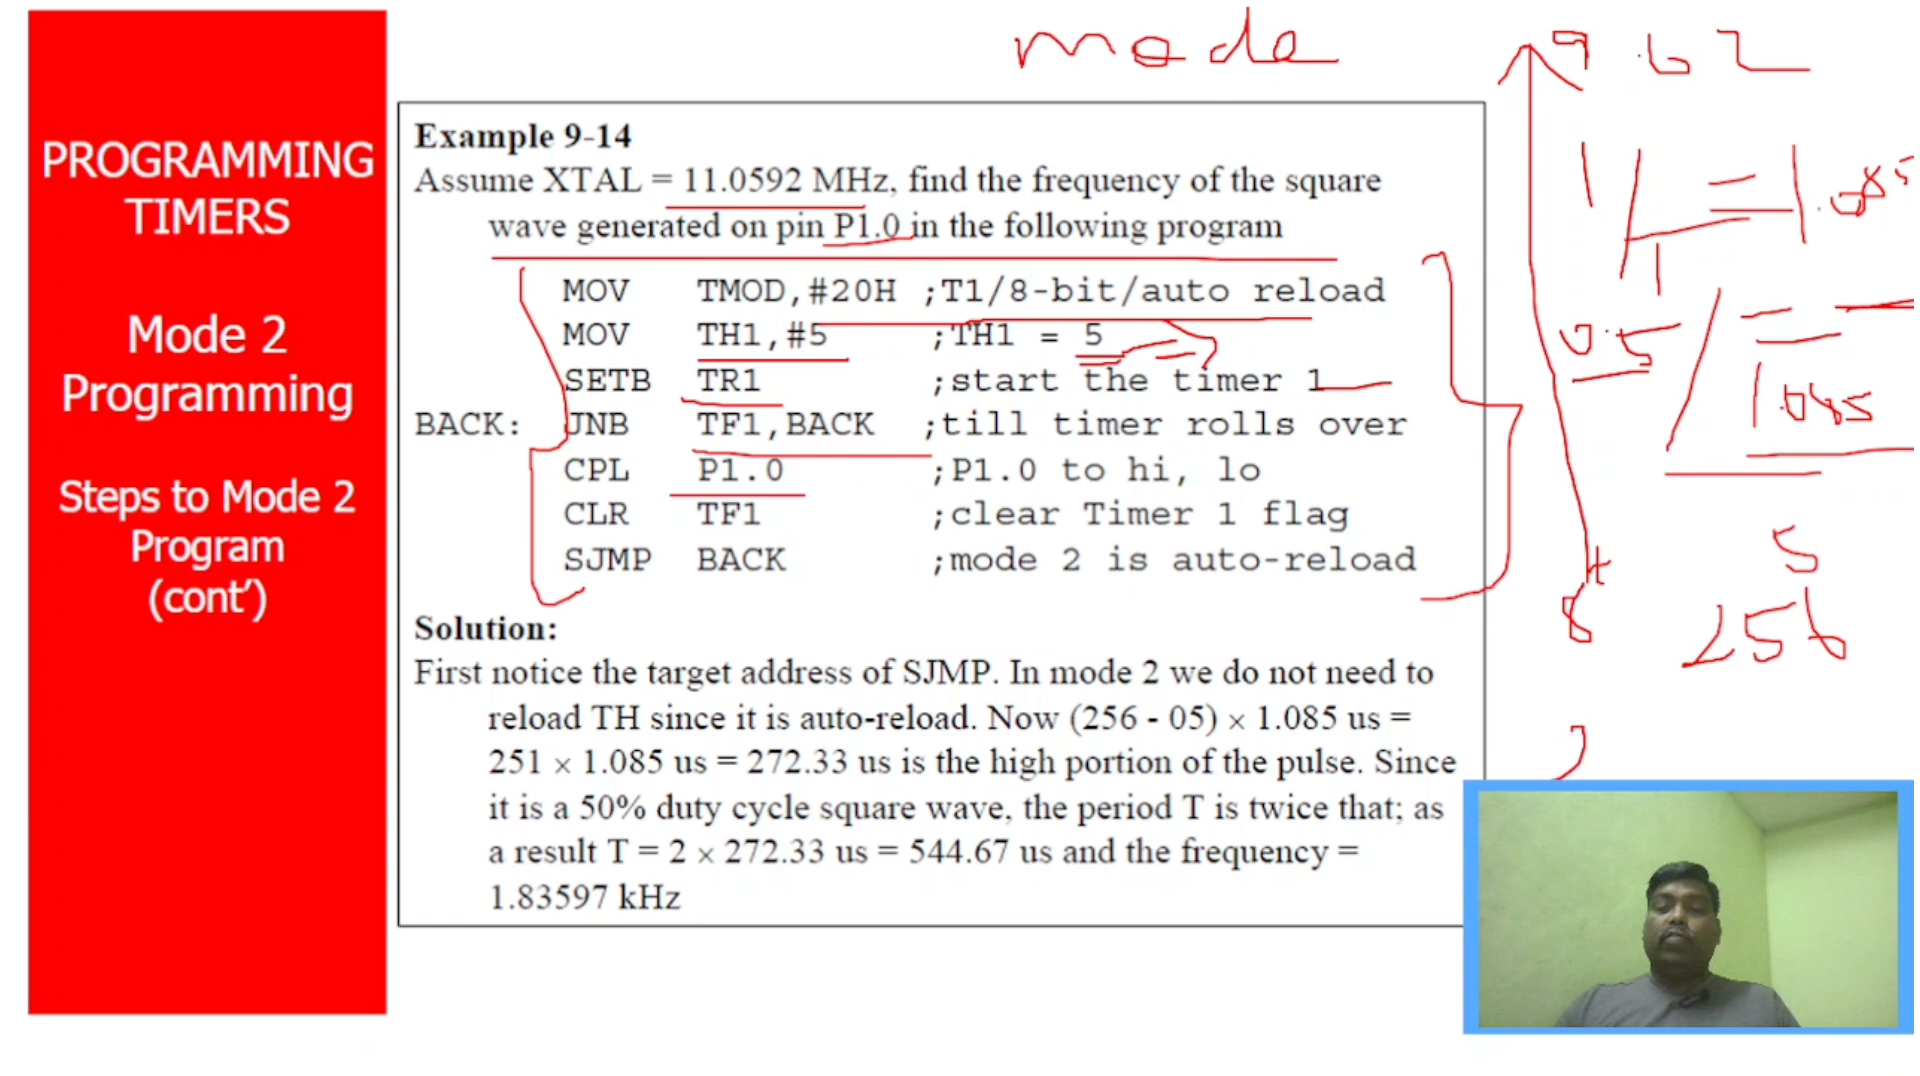 PROGRAMMING
TIMERS
Mode 2
Programming
Steps to Mode 2
Program
(cont’)
mode
Example 9-14
Assume XTAL = 11.0592 MHz, find the frequency of the square
wave generated on pin P1.0 in the following program
MOV TMOD,#20H ;T1/8-bit/auto reload
MOV TH1,#5 ;TH1 = 5
SETB TR1 ;start the timer 1
BACK: JNB TF1,BACK ;till timer rolls over
CPL P1.0 ;P1.0 to hi, lo
CLR TF1 ;clear Timer 1 flag
SJMP BACK ;mode 2 is auto-reload
Solution:
First notice the target address of SJMP. In mode 2 we do not need to
reload TH since it is auto-reload. Now (256 - 05) × 1.085 us =
251 × 1.085 us = 272.33 us is the high portion of the pulse. Since
it is a 50% duty cycle square wave, the period T is twice that; as
a result T = 2 × 272.33 us = 544.67 us and the frequency =
1.83597 kHz
= 1.085
0.5
1.085
5
8
256